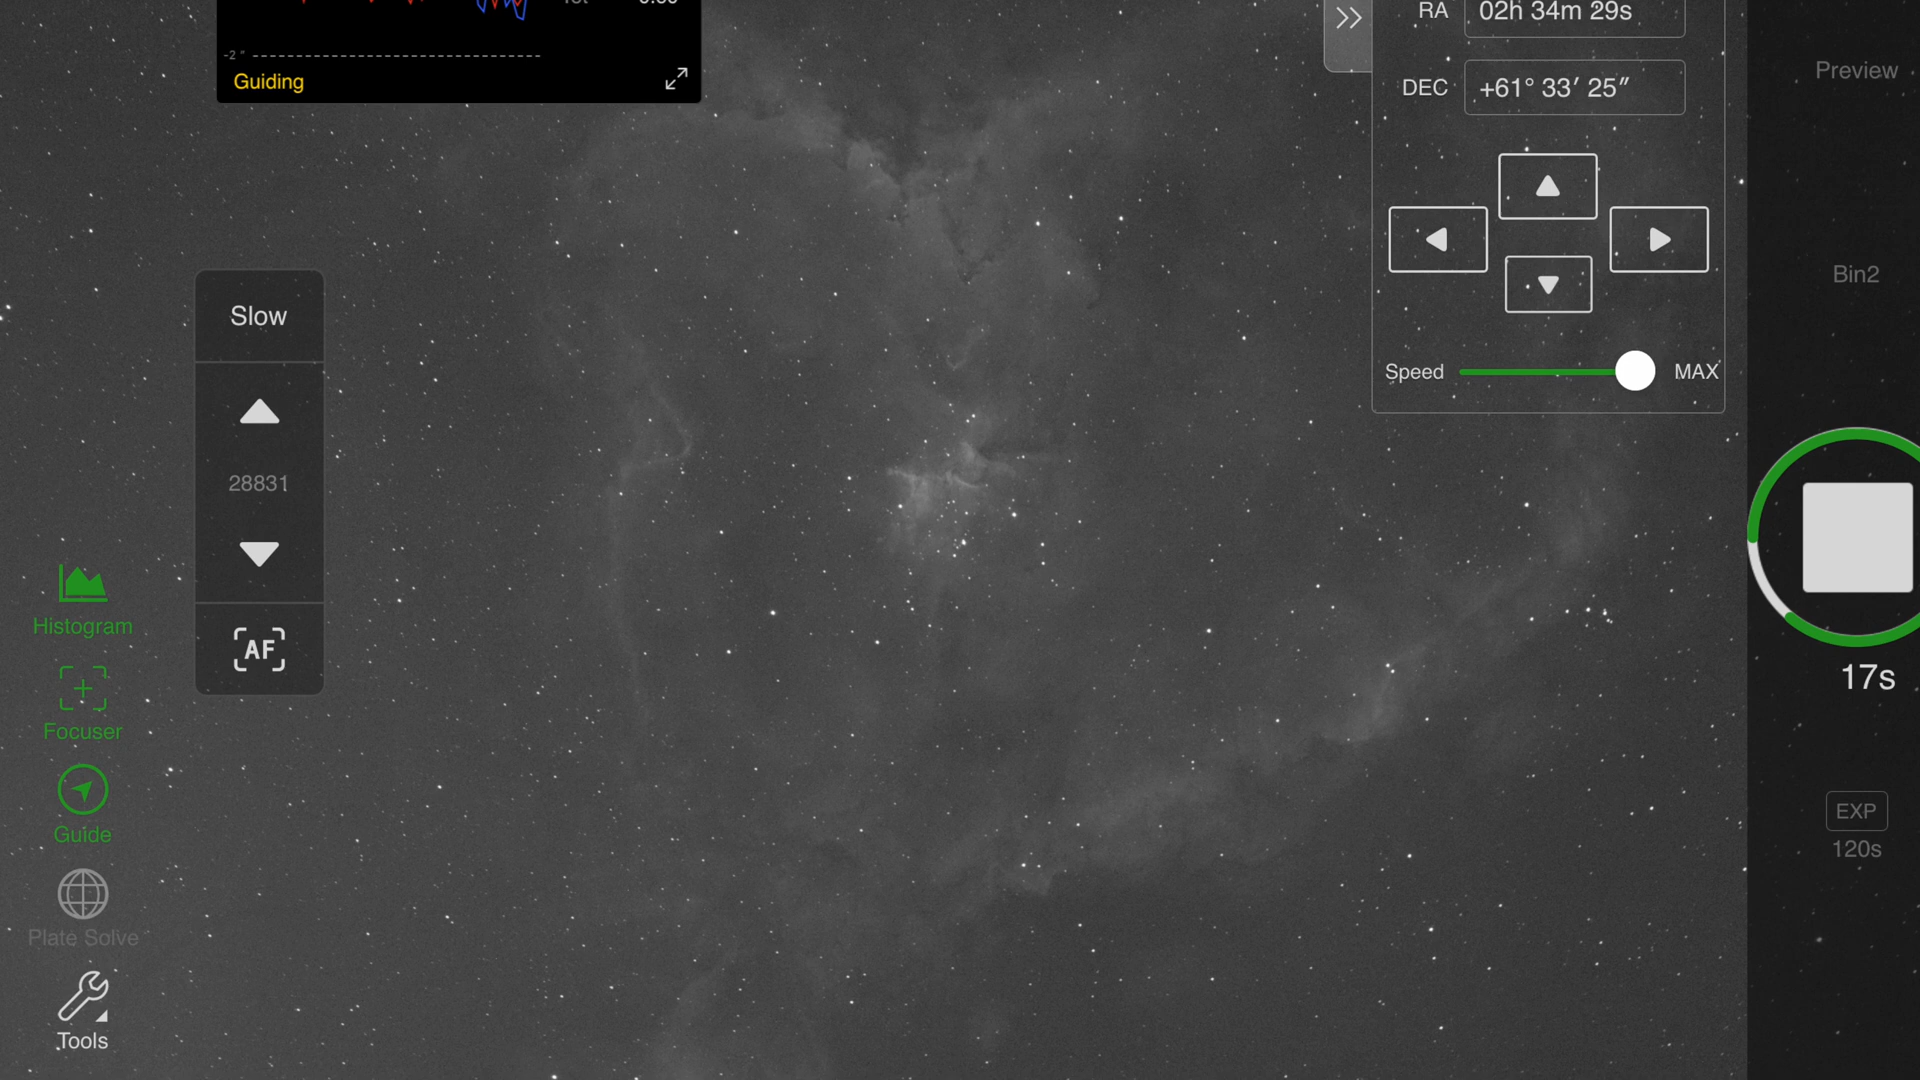 -2 "
Guiding
RA 02h 34m 29s
DEC +61° 33′ 25″
Preview
Bin2
Slow
28831
AF
Speed MAX
Histogram
Focuser
Guide
Plate Solve
Tools
17s
EXP
120s